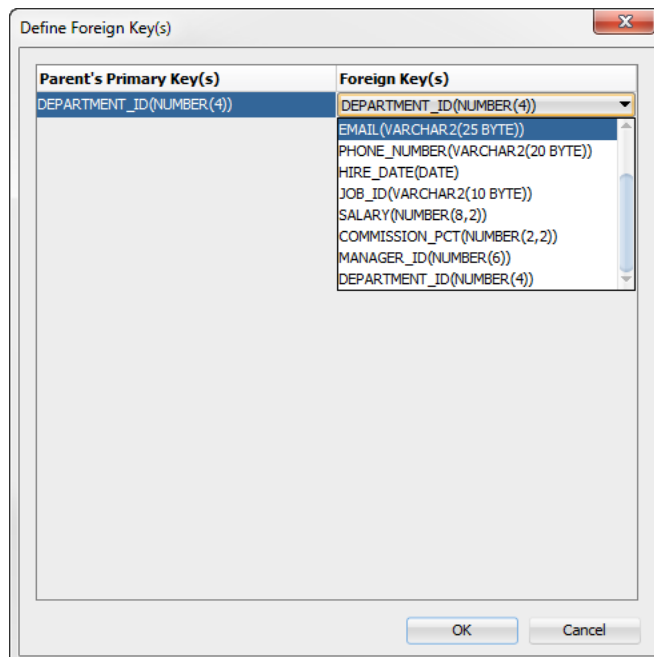 Define Foreign Key(s)
Parent's Primary Key(s) Foreign Key(s)
DEPARTMENT_ID(NUMBER(4)) DEPARTMENT_ID(NUMBER(4))
EMAIL(VARCHAR2(25 BYTE))
PHONE_NUMBER(VARCHAR2(20 BYTE))
HIRE_DATE(DATE)
JOB_ID(VARCHAR2(10 BYTE))
SALARY(NUMBER(8,2))
COMMISSION_PCT(NUMBER(2,2))
MANAGER_ID(NUMBER(6))
DEPARTMENT_ID(NUMBER(4))
OK Cancel